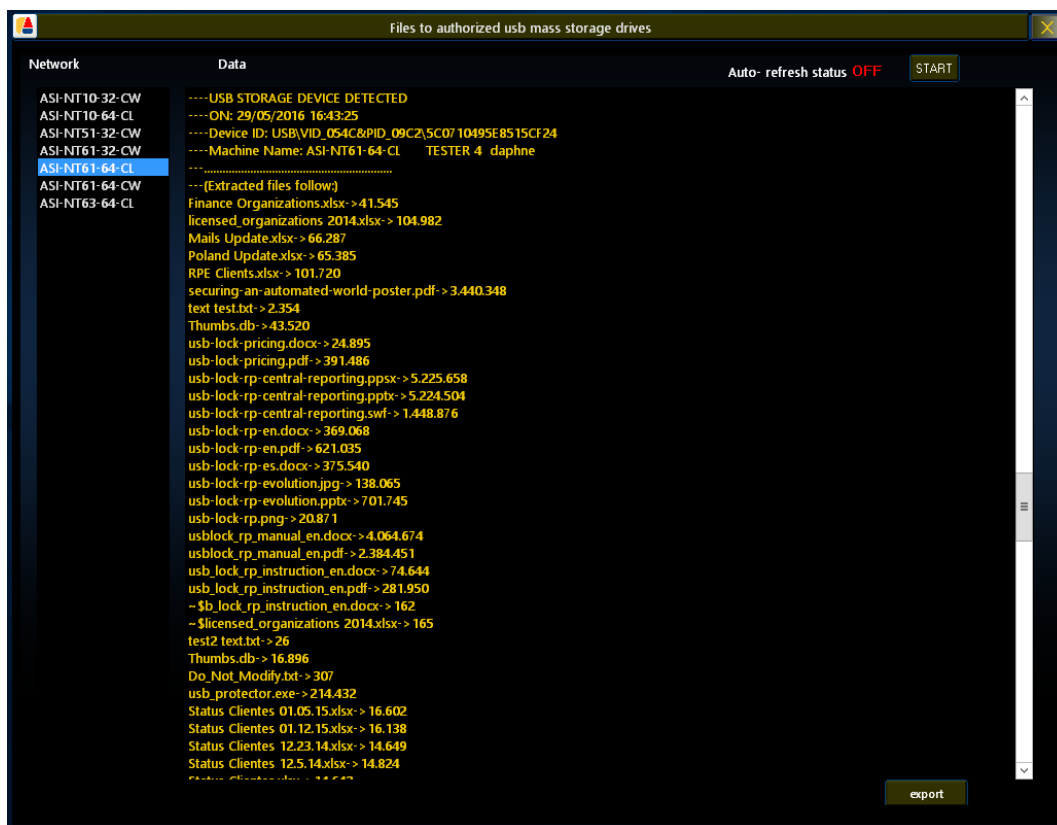 Files to authorized usb mass storage drives
Network
Data
Auto- refresh status OFF
START
ASI-NT10-32-CW
ASI-NT10-64-CL
ASI-NT51-32-CW
ASI-NT61-32-CW
ASI-NT61-64-CL
ASI-NT61-64-CW
ASI-NT63-64-CL
----USB STORAGE DEVICE DETECTED
----ON: 29/05/2016 16:43:25
----Device ID: USB\VID_054C&PID_09C2\5C0710495E8515CF24
----Machine Name: ASI-NT61-64-CL TESTER 4 daphne
---.............................................................
---(Extracted files follow:)
Finance Organizations.xlsx->41.545
licensed_organizations 2014.xlsx->104.982
Mails Update.xlsx->66.287
Poland Update.xlsx->65.385
RPE Clients.xlsx->101.720
securing-an-automated-world-poster.pdf->3.440.348
text test.txt->2.354
Thumbs.db->43.520
usb-lock-pricing.docx->24.895
usb-lock-pricing.pdf->391.486
usb-lock-rp-central-reporting.ppsx->5.225.658
usb-lock-rp-central-reporting.pptx->5.224.504
usb-lock-rp-central-reporting.swf->1.448.876
usb-lock-rp-en.docx->369.068
usb-lock-rp-en.pdf->621.035
usb-lock-rp-es.docx->375.540
usb-lock-rp-evolution.jpg->138.065
usb-lock-rp-evolution.pptx->701.745
usb-lock-rp.png->20.871
usblock_rp_manual_en.docx->4.064.674
usblock_rp_manual_en.pdf->2.384.451
usb_lock_rp_instruction_en.docx->74.644
usb_lock_rp_instruction_en.pdf->281.950
~$b_lock_rp_instruction_en.docx->162
~$licensed_organizations 2014.xlsx->165
test2 text.txt->26
Thumbs.db->16.896
Do_Not_Modify.txt->307
usb_protector.exe->214.432
Status Clientes 01.05.15.xlsx->16.602
Status Clientes 01.12.15.xlsx->16.138
Status Clientes 12.23.14.xlsx->14.649
Status Clientes 12.5.14.xlsx->14.824
export